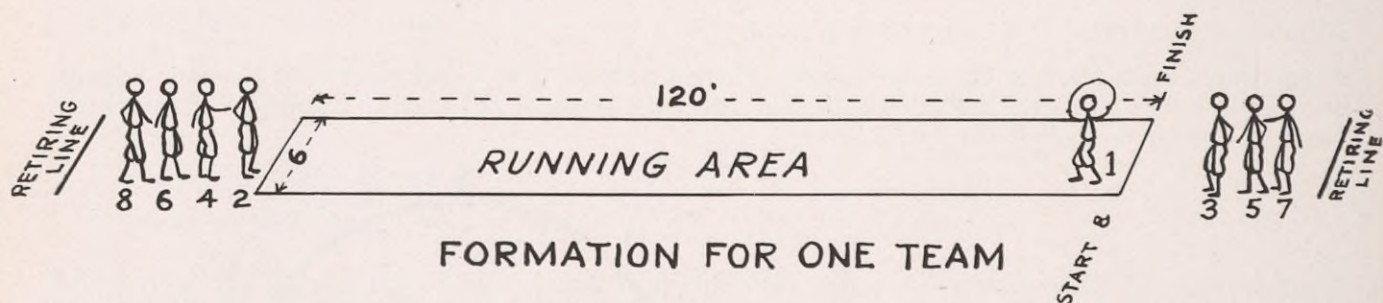 RETIRING
LINE
8 6 4 2
120'
6
RUNNING AREA
1
START &
FINISH
3 5 7
RETIRING
LINE
FORMATION FOR ONE TEAM